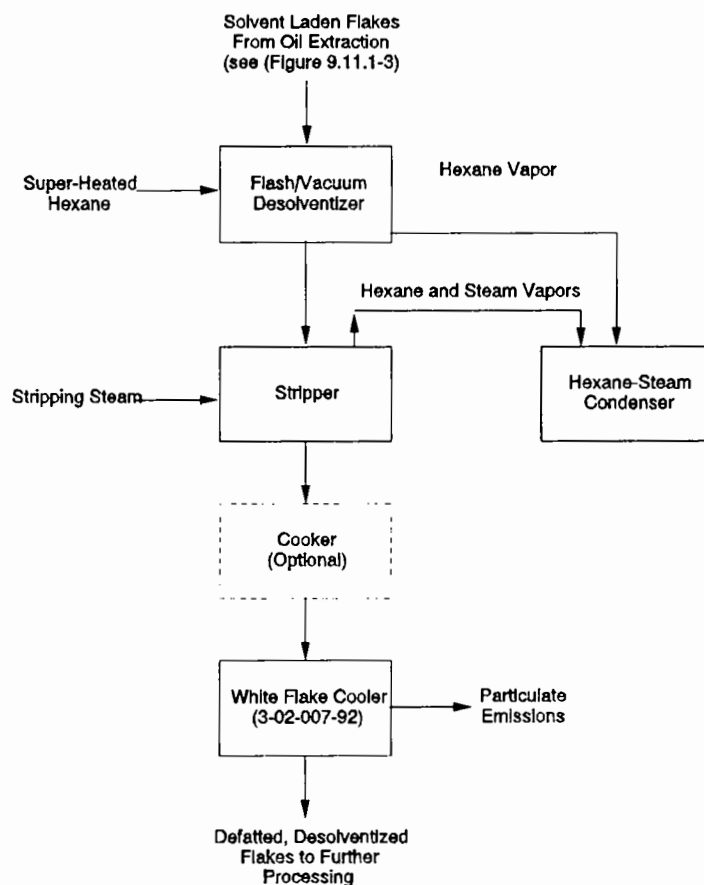 Solvent Laden Flakes
From Oil Extraction
(see (Figure 9.11.1-3)
Super-Heated
Hexane
Flash/Vacuum
Desolventizer
Hexane Vapor
Hexane and Steam Vapors
Stripping Steam
Stripper
Hexane-Steam
Condenser
Cooker
(Optional)
White Flake Cooler
(3-02-007-92)
Particulate
Emissions
Defatted, Desolventized
Flakes to Further
Processing